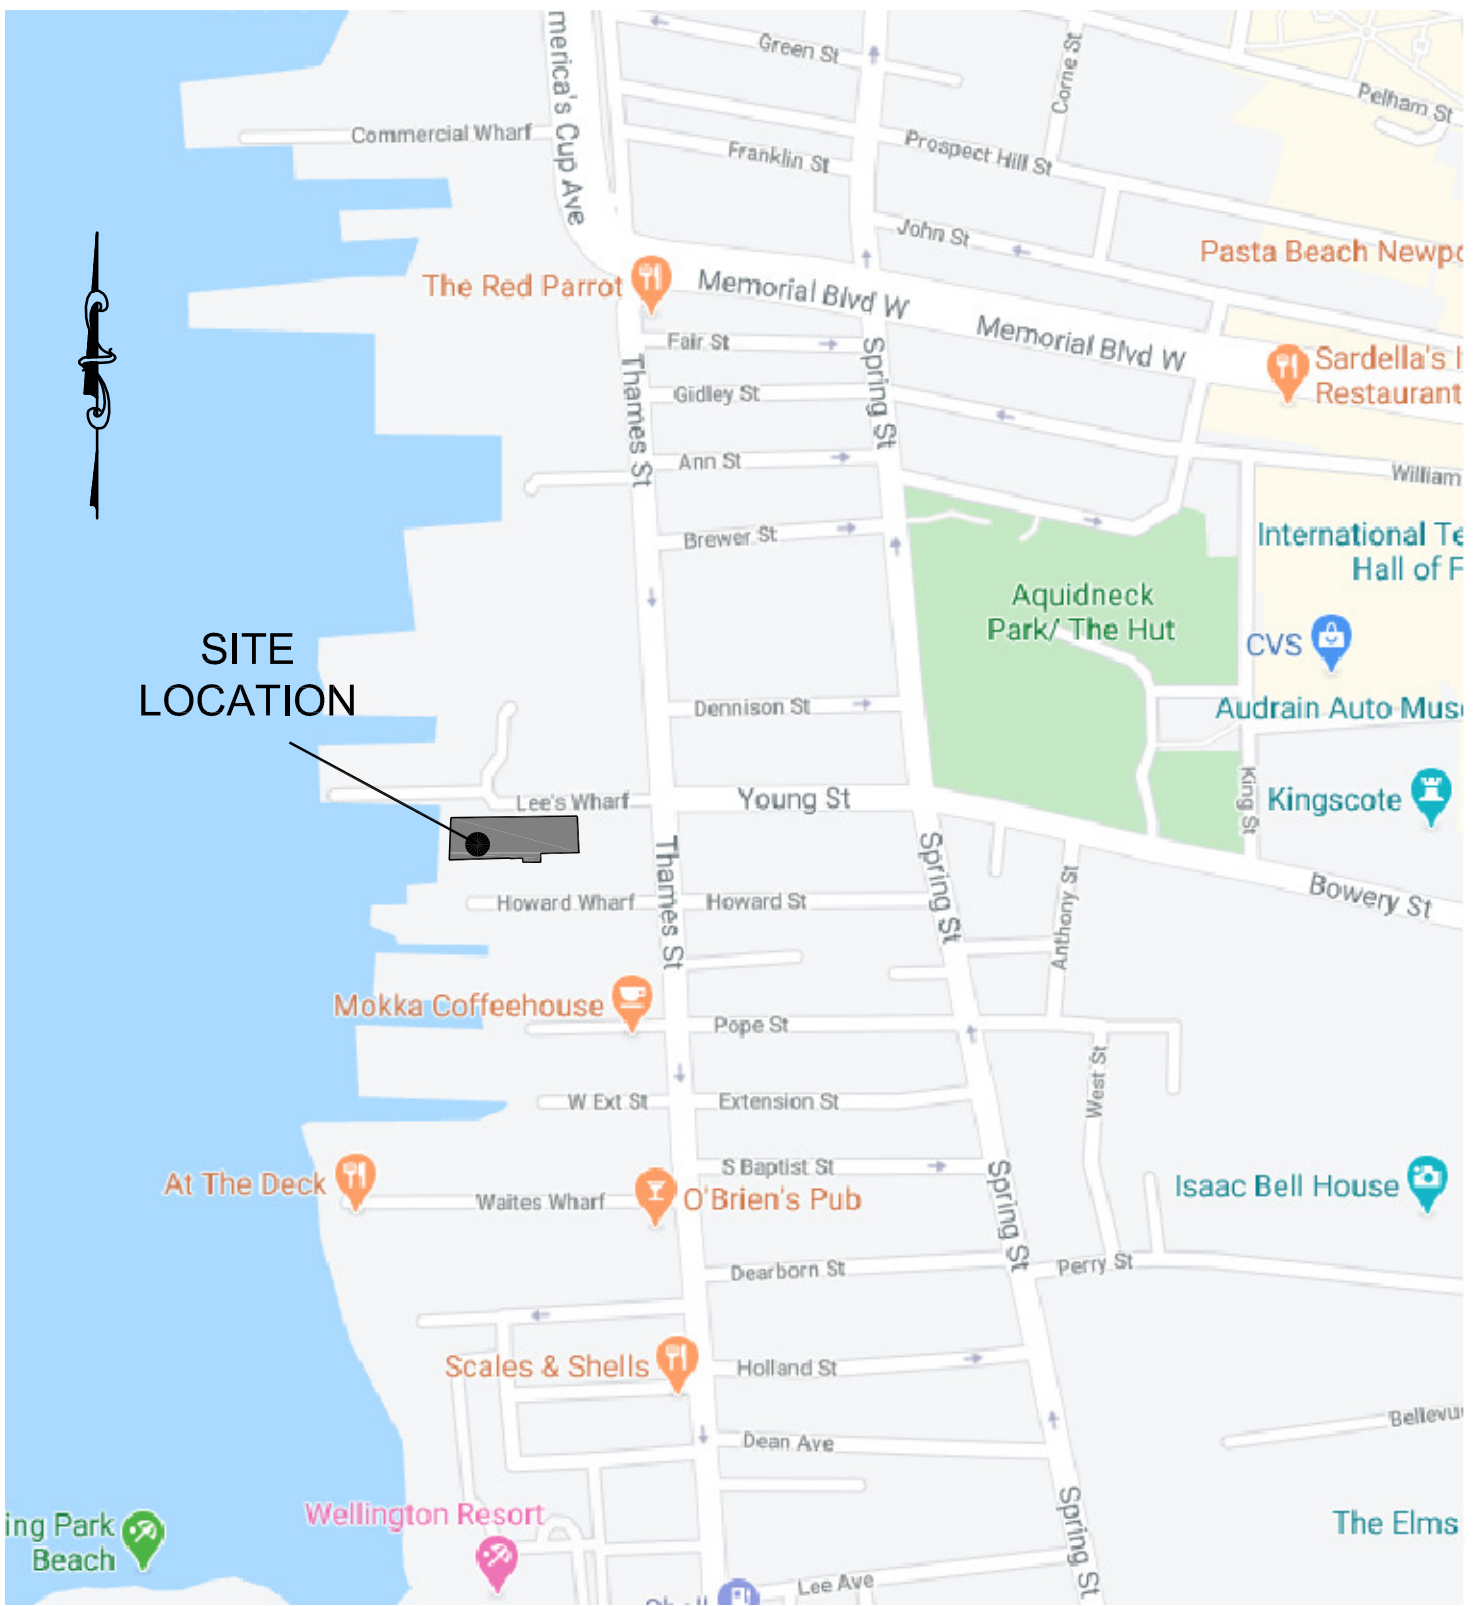 America's Cup Ave
Green St
Corne St
Pelham St
Commercial Wharf
Franklin St
Prospect Hill St
John St
Pasta Beach Newpo
The Red Parrot
Memorial Blvd W
Memorial Blvd W
Fair St
Thames St
Spring St
Sardella's I
Restaurant
Gidley St
Ann St
William
Brewer St
International Te
Hall of F
Aquidneck
Park/ The Hut
CVS
SITE
LOCATION
Dennison St
Audrain Auto Muse
King St
Lee's Wharf
Young St
Kingscote
Thames St
Spring St
Anthony St
Bowery St
Howard Wharf
Howard St
Mokka Coffeehouse
Pope St
West St
W Ext St
Extension St
S Baptist St
At The Deck
Waites Wharf
O'Brien's Pub
Spring St
Isaac Bell House
Dearborn St
Perry St
Scales & Shells
Holland St
Bellevu
Dean Ave
Wellington Resort
Spring St
ing Park
Beach
The Elms
Lee Ave